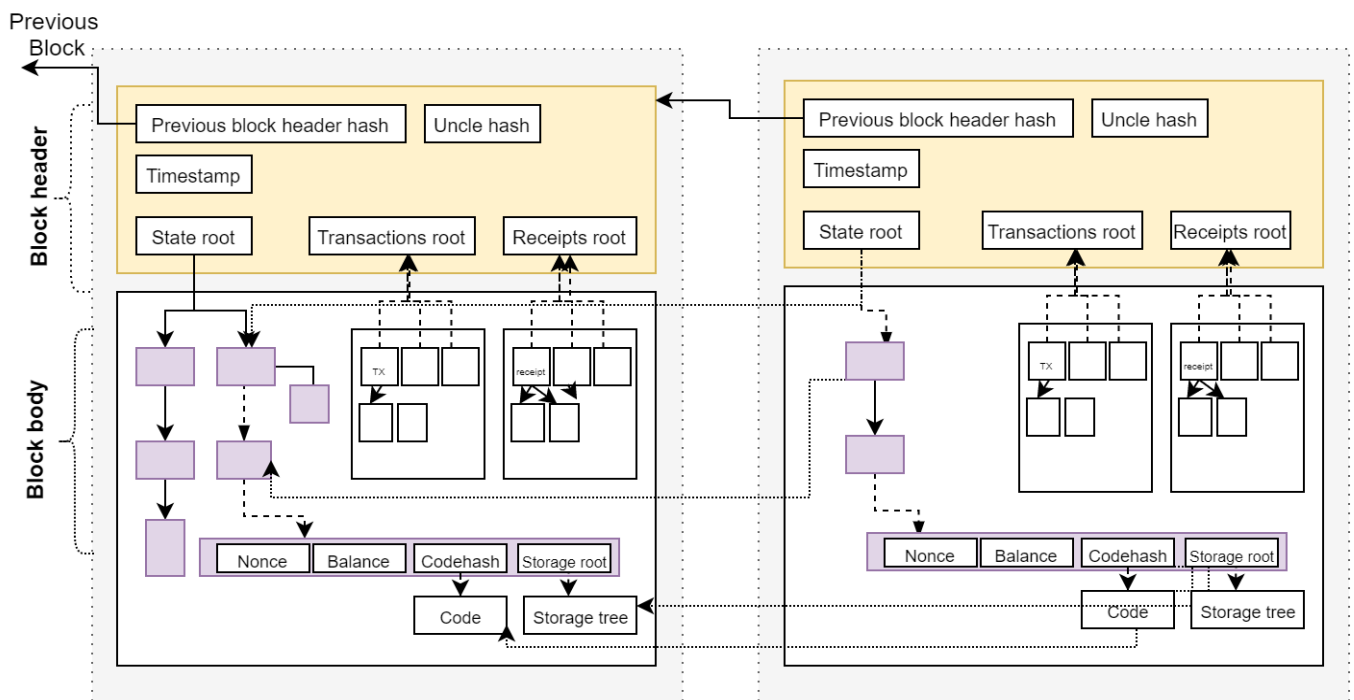 Previous
Block
Block header
Previous block header hash
Uncle hash
Timestamp
State root
Transactions root
Receipts root
Block body
TX
receipt
Nonce
Balance
Codehash
Storage root
Code
Storage tree
Previous block header hash
Uncle hash
Timestamp
State root
Transactions root
Receipts root
TX
receipt
Nonce
Balance
Codehash
Storage root
Code
Storage tree